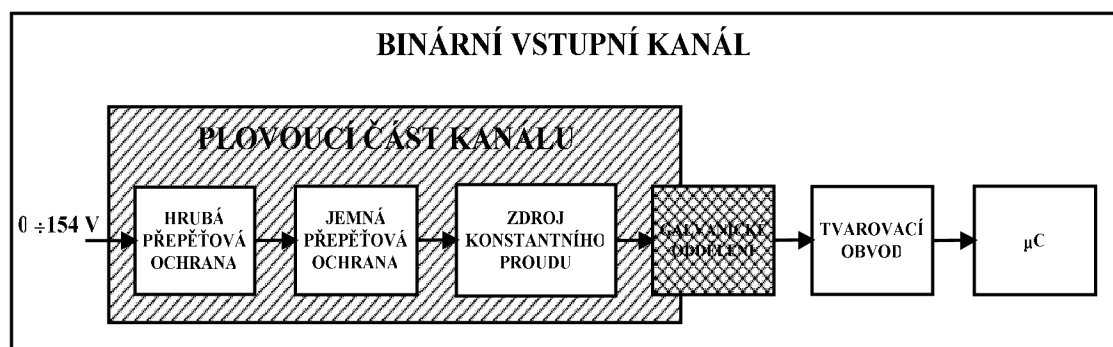 BINÁRNÍ VSTUPNÍ KANÁL
PLOVOUCÍ ČÁST KANÁLU
0 ÷154 V
HRUBÁ
PŘEPĚŤOVÁ
OCHRANA
JEMNÁ
PŘEPĚŤOVÁ
OCHRANA
ZDROJ
KONSTANTNÍHO
PROUDU
GALVANICKÉ
ODDĚLENÍ
TVAROVACÍ
OBVOD
µC